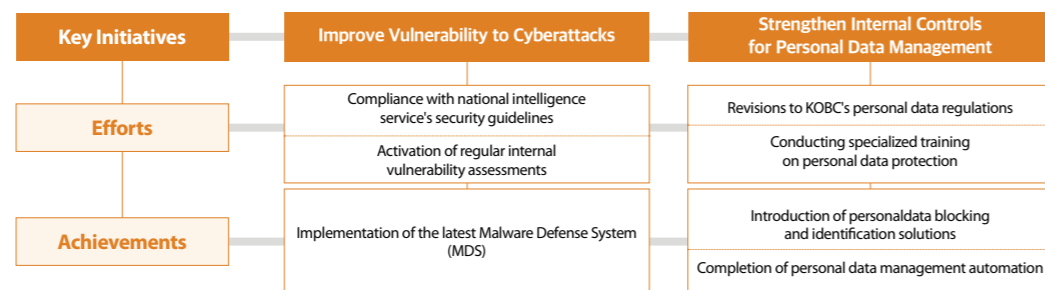 Key Initiatives
Improve Vulnerability to Cyberattacks
Strengthen Internal Controls
for Personal Data Management
Efforts
Compliance with national intelligence
service's security guidelines
Activation of regular internal
vulnerability assessments
Revisions to KOBC's personal data regulations
Conducting specialized training
on personal data protection
Achievements
Implementation of the latest Malware Defense System
(MDS)
Introduction of personaldata blocking
and identification solutions
Completion of personal data management automation